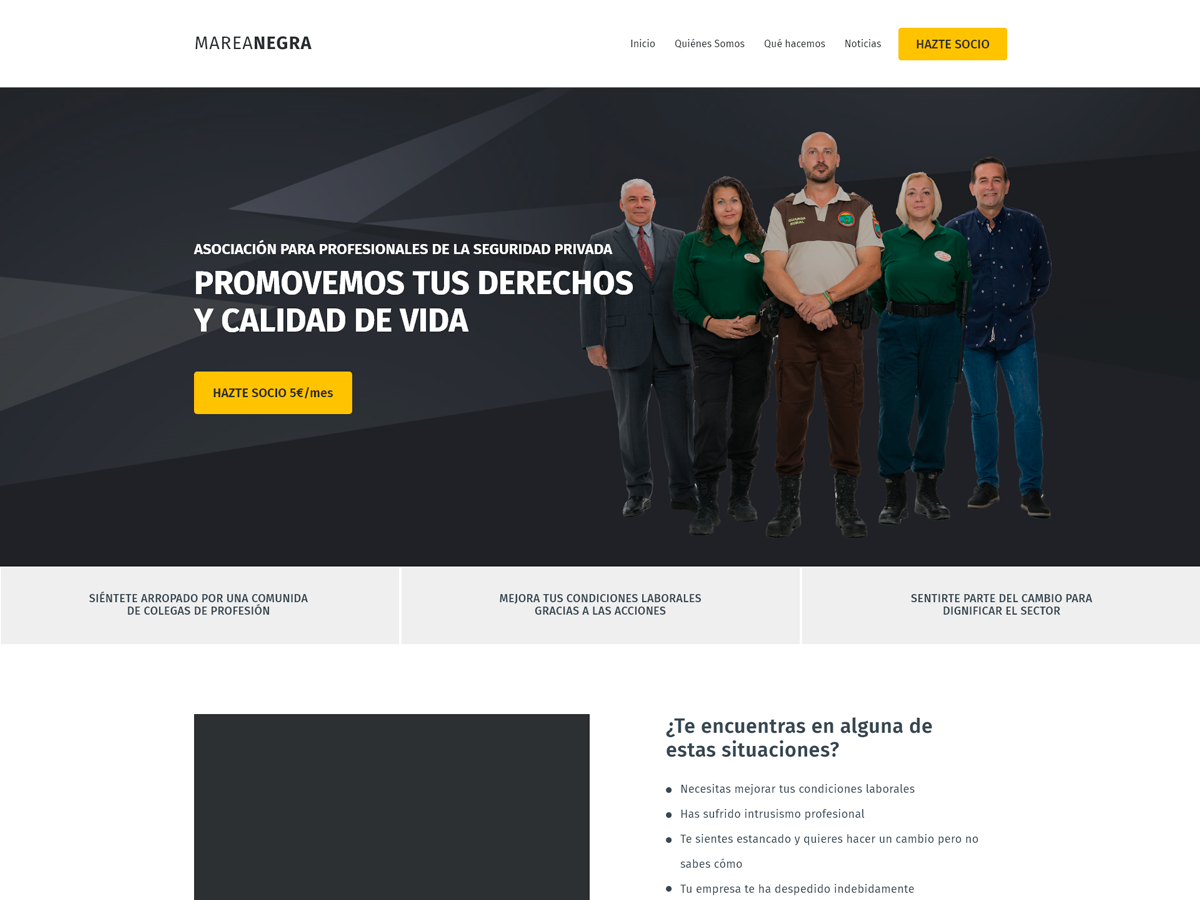 MAREANEGRA
Inicio
Quiénes Somos
Qué hacemos
Noticias
HAZTE SOCIO
ASOCIACIÓN PARA PROFESIONALES DE LA SEGURIDAD PRIVADA
PROMOVEMOS TUS DERECHOS
Y CALIDAD DE VIDA
HAZTE SOCIO 5€/mes
GUARDA
RURAL
SIÉNTETE ARROPADO POR UNA COMUNIDA
DE COLEGAS DE PROFESIÓN
MEJORA TUS CONDICIONES LABORALES
GRACIAS A LAS ACCIONES
SENTIRTE PARTE DEL CAMBIO PARA
DIGNIFICAR EL SECTOR
¿Te encuentras en alguna de
estas situaciones?
Necesitas mejorar tus condiciones laborales
Has sufrido intrusismo profesional
Te sientes estancado y quieres hacer un cambio pero no
sabes cómo
Tu empresa te ha despedido indebidamente